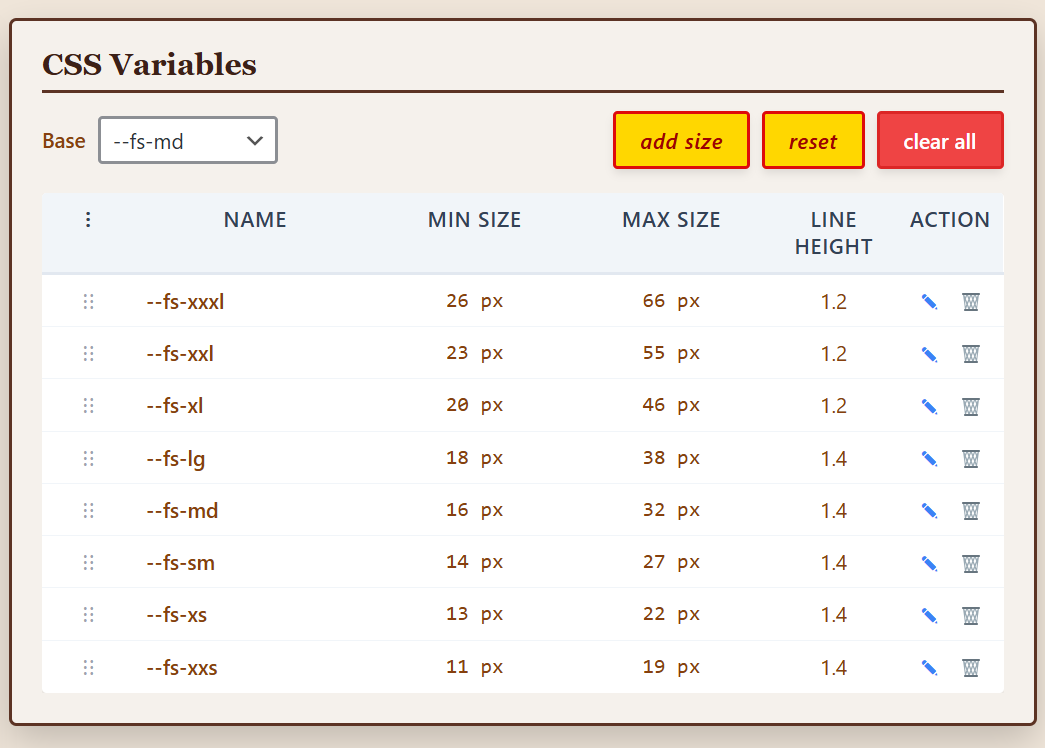 CSS Variables
Base --fs-md add size reset clear all
NAME MIN SIZE MAX SIZE LINE HEIGHT ACTION
--fs-xxxl 26 px 66 px 1.2
--fs-xxl 23 px 55 px 1.2
--fs-xl 20 px 46 px 1.2
--fs-lg 18 px 38 px 1.4
--fs-md 16 px 32 px 1.4
--fs-sm 14 px 27 px 1.4
--fs-xs 13 px 22 px 1.4
--fs-xxs 11 px 19 px 1.4